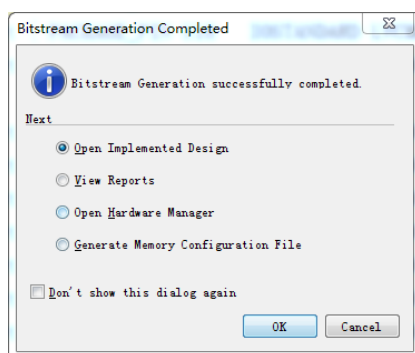 Bitstream Generation Completed
Bitstream Generation successfully completed.
Next
Open Implemented Design
View Reports
Open Hardware Manager
Generate Memory Configuration File
Don't show this dialog again
OK
Cancel